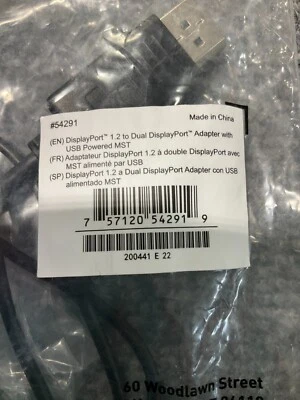 #54291
Made in China
(EN) DisplayPort™ 1.2 to Dual DisplayPort™ Adapter with
USB Powered MST
(FR) Adaptateur DisplayPort 1.2 à double DisplayPort avec
MST alimenté par USB
(SP) DisplayPort 1.2 a Dual DisplayPort Adapter con USB
alimentado MST
7 57120 54291 9
200441 E 22
60 Woodlawn Street